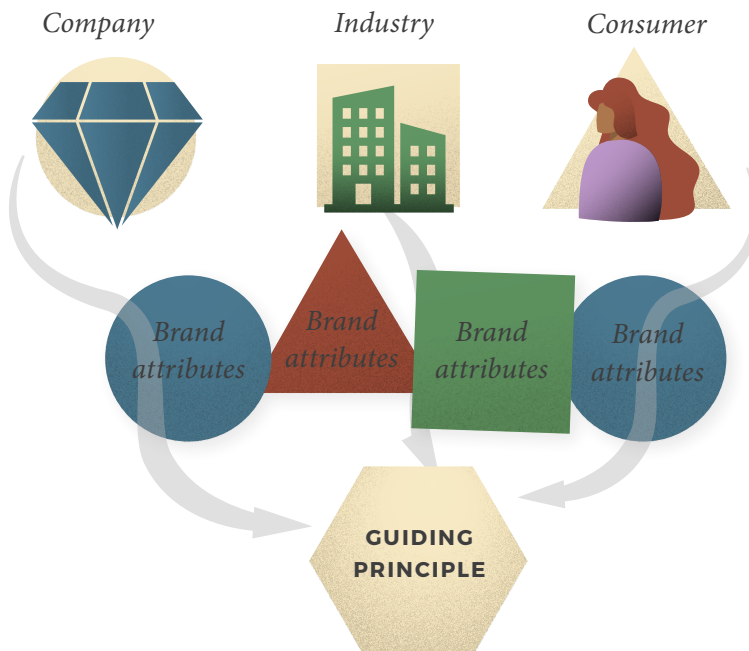 Company
Industry
Consumer
Brand
attributes
Brand
attributes
Brand
attributes
Brand
attributes
GUIDING
PRINCIPLE